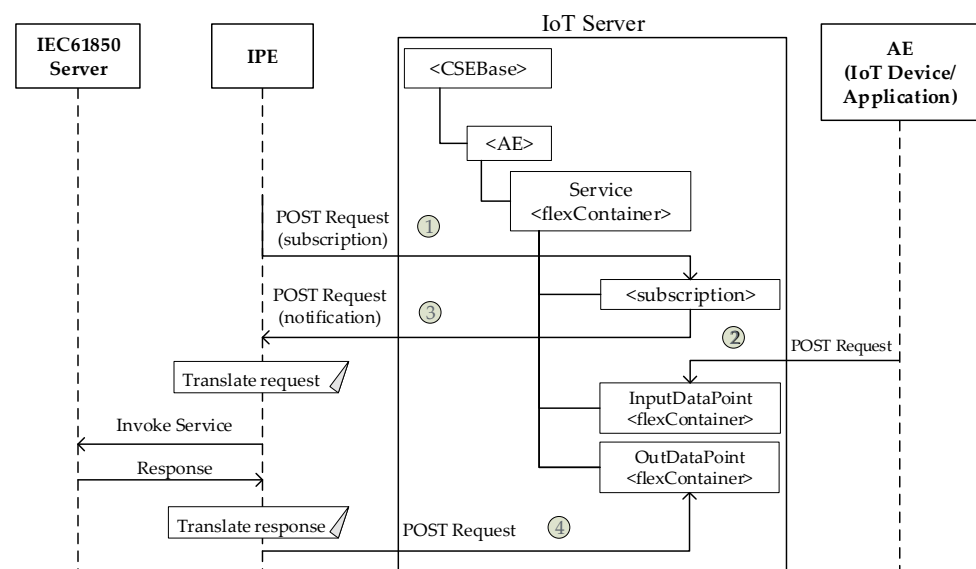 IoT Server
IEC61850
Server
IPE
AE
(IoT Device/
Application)
<CSEBase>
<AE>
Service
<flexContainer>
POST Request
(subscription)
1
<subscription>
POST Request
(notification)
3
2
POST Request
Translate request
InputDataPoint
<flexContainer>
Invoke Service
OutDataPoint
<flexContainer>
Response
Translate response
POST Request
4